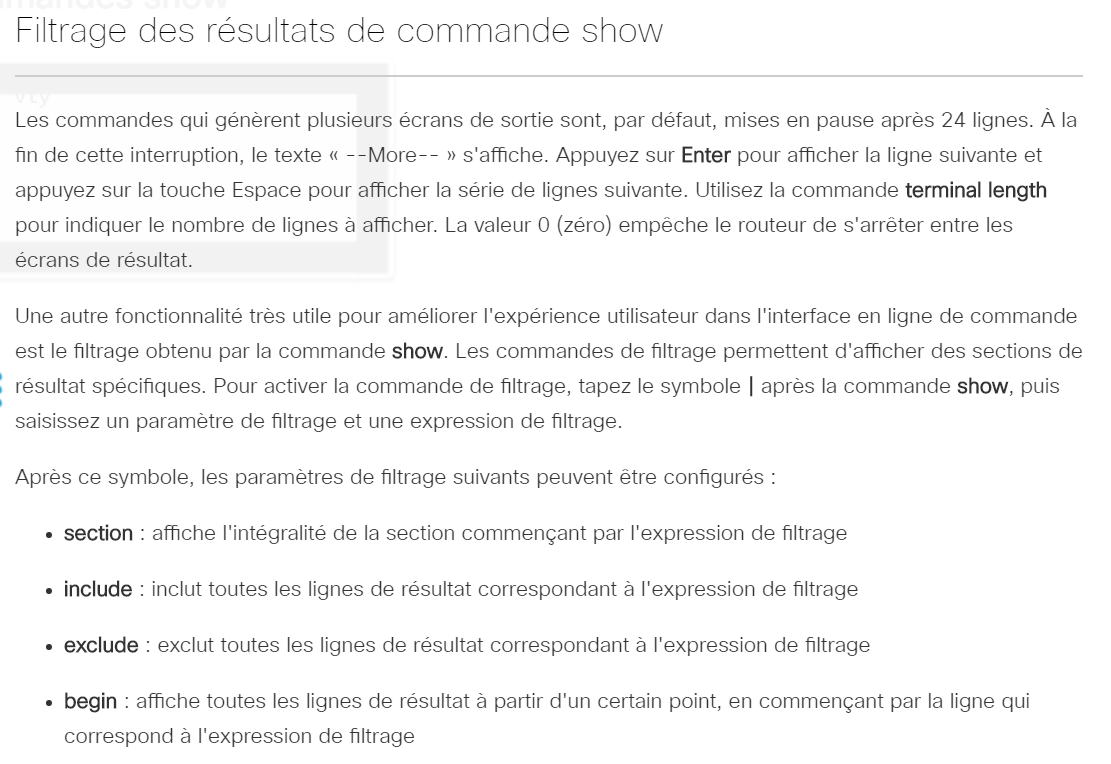 mmandes show
Filtrage des résultats de commande show
vty
Les commandes qui génèrent plusieurs écrans de sortie sont, par défaut, mises en pause après 24 lignes. À la
fin de cette interruption, le texte « --More-- » s'affiche. Appuyez sur Enter pour afficher la ligne suivante et
appuyez sur la touche Espace pour afficher la série de lignes suivante. Utilisez la commande terminal length
pour indiquer le nombre de lignes à afficher. La valeur 0 (zéro) empêche le routeur de s'arrêter entre les
écrans de résultat.
Une autre fonctionnalité très utile pour améliorer l'expérience utilisateur dans l'interface en ligne de commande
est le filtrage obtenu par la commande show. Les commandes de filtrage permettent d'afficher des sections de
résultat spécifiques. Pour activer la commande de filtrage, tapez le symbole | après la commande show, puis
saisissez un paramètre de filtrage et une expression de filtrage.
Après ce symbole, les paramètres de filtrage suivants peuvent être configurés :
• section : affiche l'intégralité de la section commençant par l'expression de filtrage
• include : inclut toutes les lignes de résultat correspondant à l'expression de filtrage
• exclude : exclut toutes les lignes de résultat correspondant à l'expression de filtrage
• begin : affiche toutes les lignes de résultat à partir d'un certain point, en commençant par la ligne qui
correspond à l'expression de filtrage